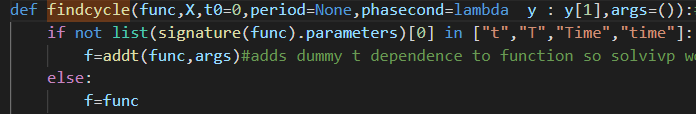 def findcycle(func,X,t0=0,period=None,phasecond=lambda  y : y[1],args=()):
    if not list(signature(func).parameters)[0] in ["t","T","Time","time"]:
        f=addt(func,args)#adds dummy t dependence to function so solvivp
    else:
        f=func